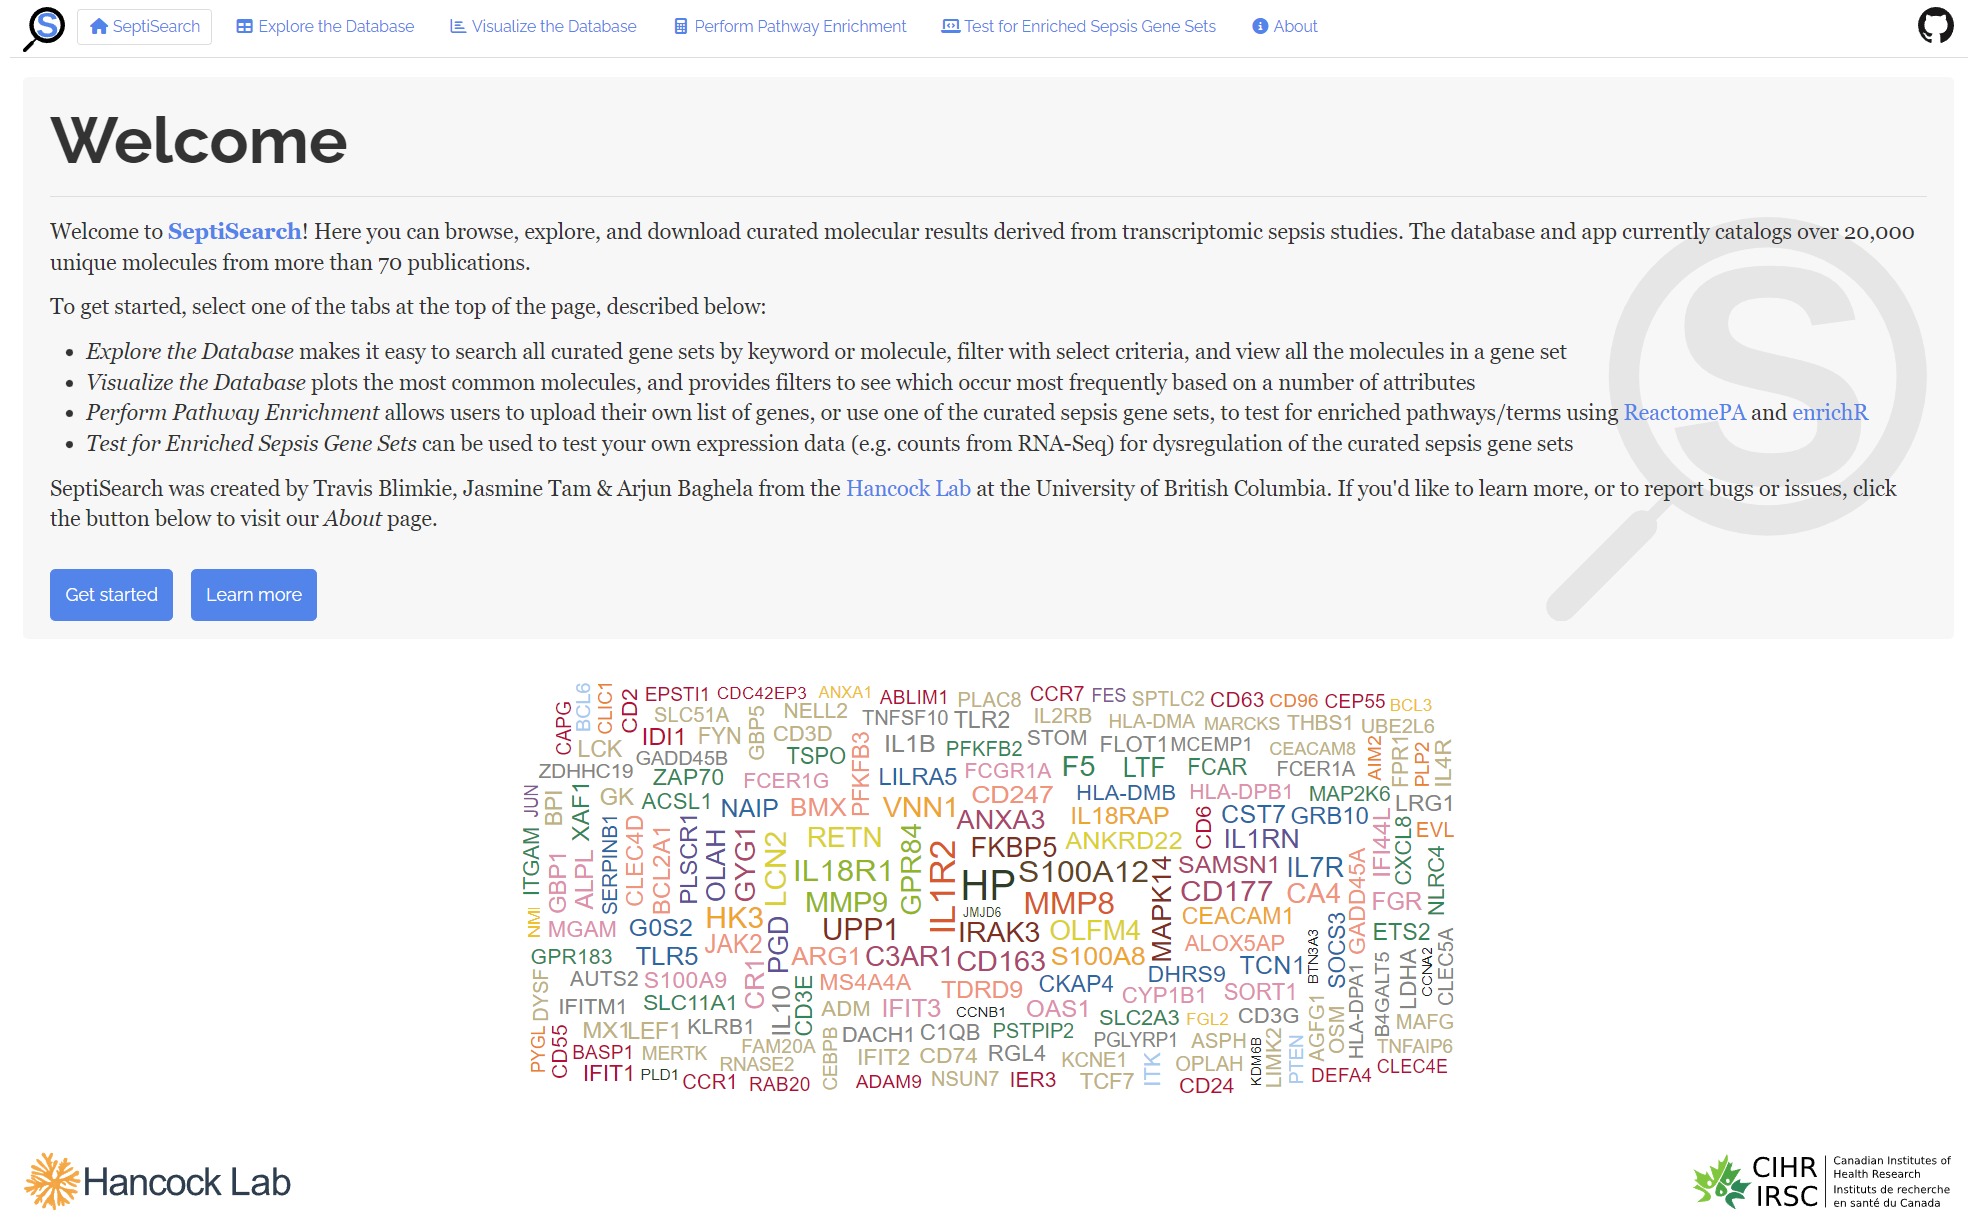 S SeptiSearch Explore the Database Visualize the Database Perform Pathway Enrichment Test for Enriched Sepsis Gene Sets About
Welcome
Welcome to SeptiSearch! Here you can browse, explore, and download curated molecular results derived from transcriptomic sepsis studies. The database and app currently catalogs over 20,000
unique molecules from more than 70 publications.
To get started, select one of the tabs at the top of the page, described below:
• Explore the Database makes it easy to search all curated gene sets by keyword or molecule, filter with select criteria, and view all the molecules in a gene set
• Visualize the Database plots the most common molecules, and provides filters to see which occur most frequently based on a number of attributes
• Perform Pathway Enrichment allows users to upload their own list of genes, or use one of the curated sepsis gene sets, to test for enriched pathways/terms using ReactomePA and enrichR
• Test for Enriched Sepsis Gene Sets can be used to test your own expression data (e.g. counts from RNA-Seq) for dysregulation of the curated sepsis gene sets
SeptiSearch was created by Travis Blimkie, Jasmine Tam & Arjun Baghela from the Hancock Lab at the University of British Columbia. If you'd like to learn more, or to report bugs or issues, click
the button below to visit our About page.
S
Get started Learn more
CAPG BCL6 CLIC1 CD2 EPSTI1 CDC42EP3 ANXA1 ABLIM1 PLAC8 CCR7 FES SPTLC2 CD63 CD96 CEP55 BCL3
SLC51A GBP5 NELL2 TNFSF10 TLR2 IL2RB HLA-DMA MARCKS THBS1 UBE2L6
LCK IDI1 FYN CD3D IL1B PFKFB2 STOM FLOT1 MCEMP1 CEACAM8 AIM2 FPR1 PLP2 IL4R
ZDHHC19 GADD45B TSPO PFKFB3 LILRA5 FCGR1A F5 LTF FCAR FCER1A
JUN BPI XAF1 ZAP70 FCER1G CD247 HLA-DMB HLA-DPB1 MAP2K6 LRG1
GK ACSL1 NAIP BMX VNN1 ANXA3 IL18RAP CD6 CST7 GRB10 IFI44L CXCL8 EVL
ITGAM GBP1 ALPL SERPINB1 CLEC4D BCL2A1 PLSCR1 OLAH GYG1 LCN2 RETN GPR84 IL1R2 FKBP5 ANKRD22 IL1RN
IL18R1 HP S100A12 MAPK14 SAMSN1 IL7R GADD45A NLRC4
MMP9 JMJD6 MMP8 CD177 CA4 FGR
NMI MGAM G0S2 HK3 PGD UPP1 IRAK3 OLFM4 CEACAM1 SOCS3 ETS2
GPR183 TLR5 JAK2 ARG1 C3AR1 CD163 S100A8 ALOX5AP TCN1 BTN3A3 CCNA2 CLEC5A
DYSF AUTS2 S100A9 CR1 MS4A4A TDRD9 CKAP4 DHRS9 HLA-DPA1 B4GALT5 LDHA
IFITM1 SLC11A1 IL10 CD3E ADM IFIT3 CCNB1 OAS1 CYP1B1 SORT1 AGFG1 OSM
PYGL CD55 MX1 LEF1 KLRB1 DACH1 C1QB PSTPIP2 SLC2A3 FGL2 CD3G MAFG
BASP1 MERTK FAM20A CEBPB IFIT2 CD74 RGL4 PGLYRP1 ASPH KDM6B LIMK2 PTEN TNFAIP6
IFIT1 PLD1 RNASE2 KCNE1 ITK OPLAH CLEC4E
CCR1 RAB20 ADAM9 NSUN7 IER3 TCF7 CD24 DEFA4
Hancock Lab
CIHR
IRSC
Canadian Institutes of
Health Research
Instituts de recherche
en santé du Canada